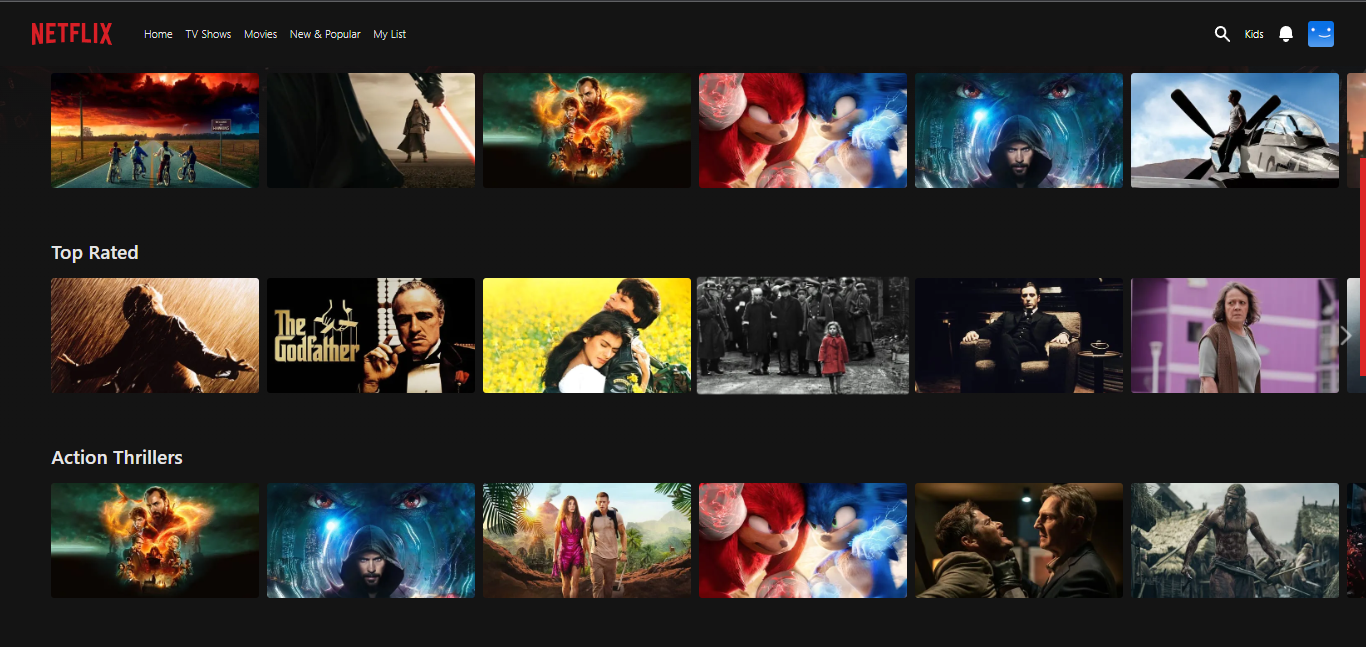 NETFLIX
Home TV Shows Movies New & Popular My List
Kids
Top Rated
The
Godfather
Action Thrillers